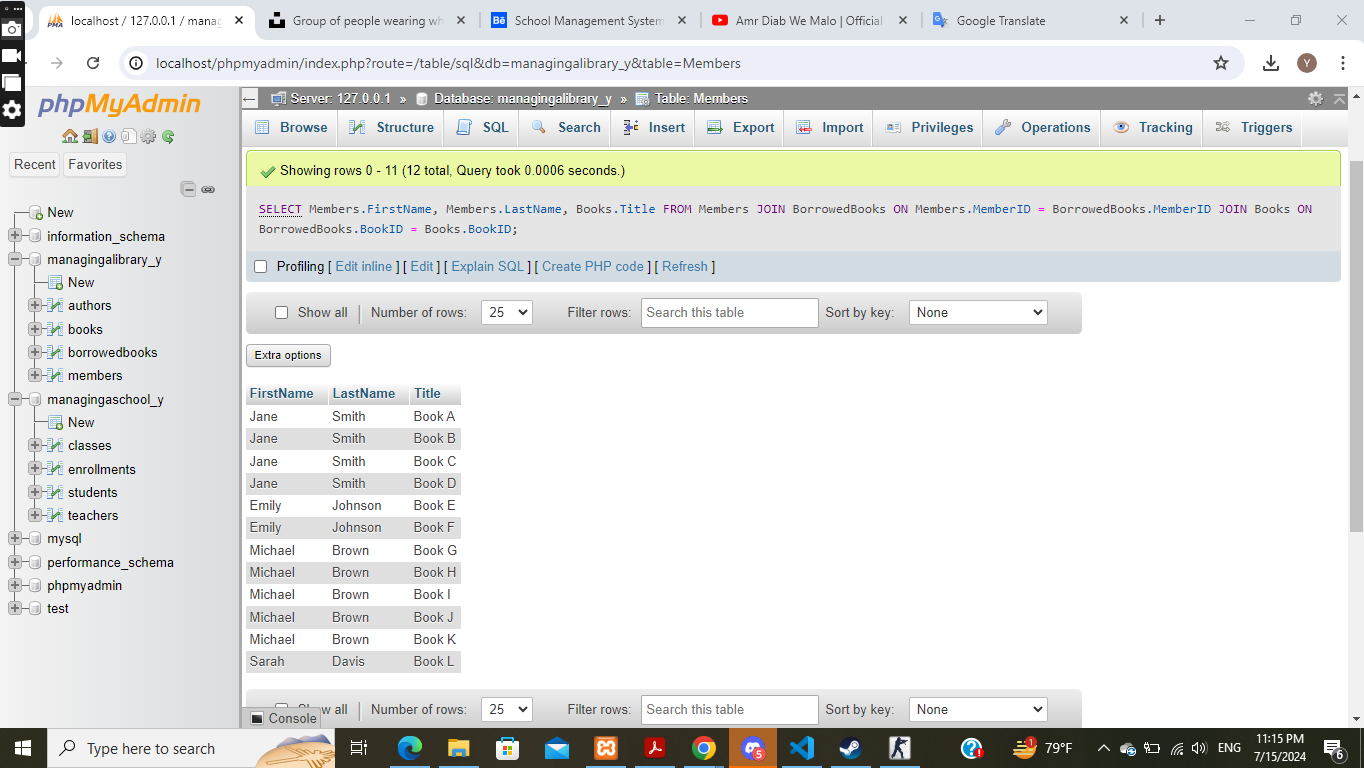 localhost / 127.0.0.1 / manag
Group of people wearing wh
School Management System
Amr Diab We Malo | Official
Google Translate
localhost/phpmyadmin/index.php?route=/table/sql&db=managingalibrary_y&table=Members
Y
phpMyAdmin
Recent
Favorites
New
information_schema
managingalibrary_y
New
authors
books
borrowedbooks
members
managingaschool_y
New
classes
enrollments
students
teachers
mysql
performance_schema
phpmyadmin
test
Server: 127.0.0.1 » Database: managingalibrary_y » Table: Members
Browse Structure SQL Search Insert Export Import Privileges Operations Tracking Triggers
Showing rows 0 - 11 (12 total, Query took 0.0006 seconds.)
SELECT Members.FirstName, Members.LastName, Books.Title FROM Members JOIN BorrowedBooks ON Members.MemberID = BorrowedBooks.MemberID JOIN Books ON
BorrowedBooks.BookID = Books.BookID;
Profiling [ Edit inline ] [ Edit ] [ Explain SQL ] [ Create PHP code ] [ Refresh ]
Show all Number of rows: 25 Filter rows: Search this table Sort by key: None
Extra options
FirstName LastName Title
Jane Smith Book A
Jane Smith Book B
Jane Smith Book C
Jane Smith Book D
Emily Johnson Book E
Emily Johnson Book F
Michael Brown Book G
Michael Brown Book H
Michael Brown Book I
Michael Brown Book J
Michael Brown Book K
Sarah Davis Book L
Show all Number of rows: 25 Filter rows: Search this table Sort by key: None
Console
Type here to search
5
1
79°F
ENG
11:15 PM
7/15/2024
6